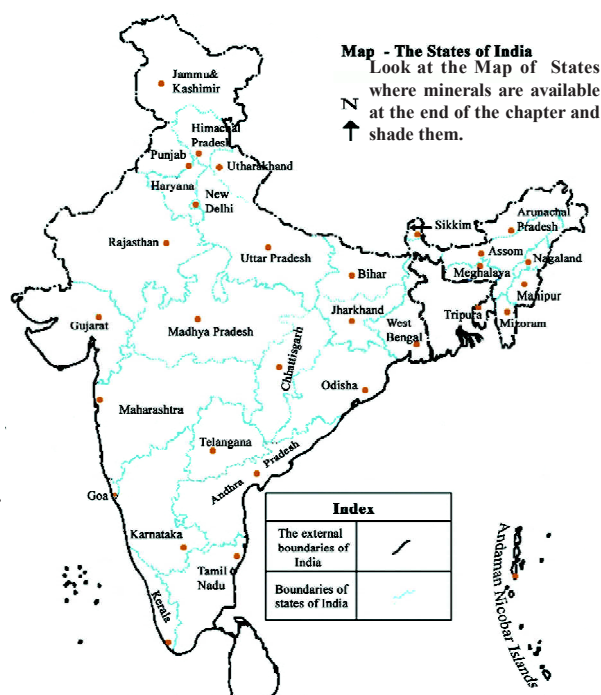 Map - The States of India
Look at the Map of States
where minerals are available
at the end of the chapter and
shade them.
N
Jammu&
Kashimir
Himachal
Pradesh
Punjab
Utharakhand
Haryana
New
Delhi
Rajasthan
Uttar Pradesh
Sikkim
Arunachal
Pradesh
Assom
Nagaland
Meghalaya
Manipur
Bihar
Tripura
Mizoram
Jharkhand
West
Bengal
Gujarat
Madhya Pradesh
Chhattisgarh
Odisha
Maharashtra
Telangana
Andhra Pradesh
Goa
Karnataka
Tamil
Nadu
Kerala
Index
The external
boundaries of
India
Boundaries of
states of India
Andaman Nicobar Islands